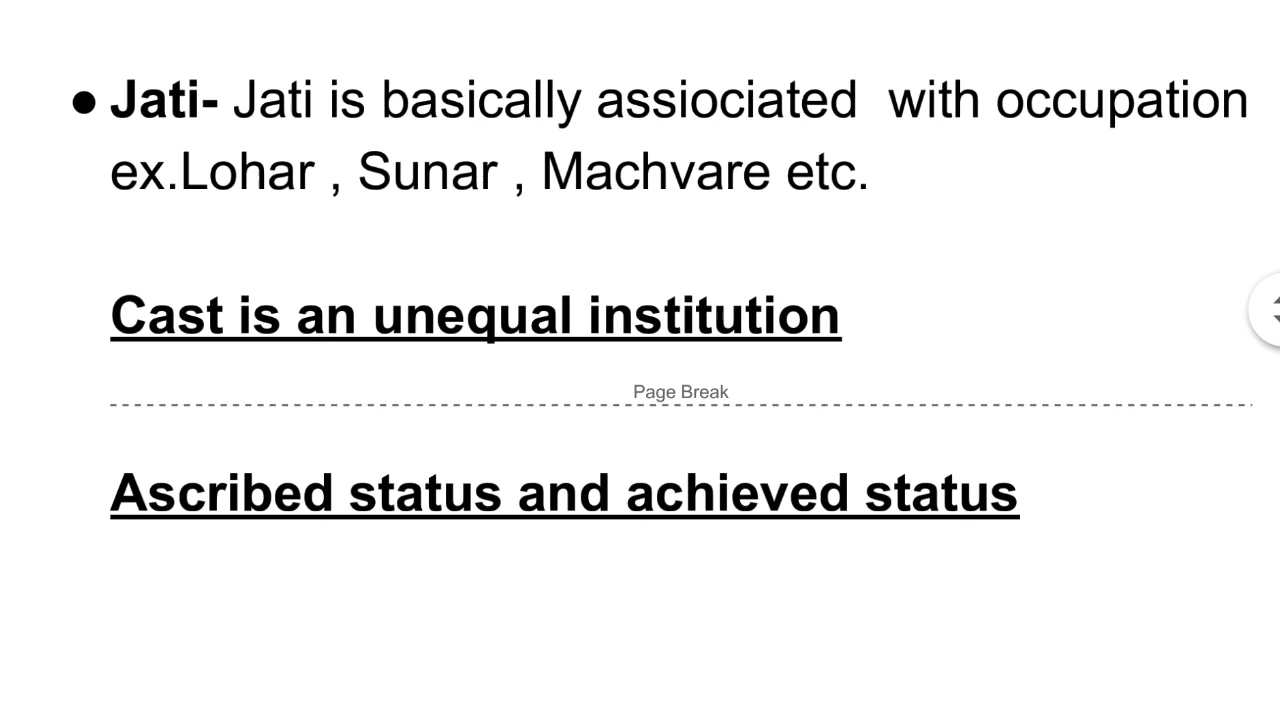 ● Jati- Jati is basically assiociated  with occupation
ex.Lohar , Sunar , Machvare etc.
Cast is an unequal institution
Page Break
Ascribed status and achieved status